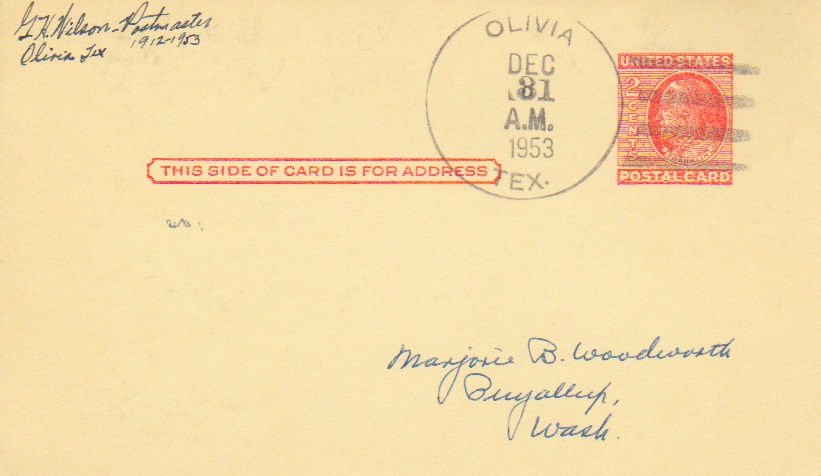 G.H. Wilson - Postmaster
1912-1953
Olivia Tex
OLIVIA
DEC
31
A.M.
1953
TEX.
UNITED STATES
2 CENTS
POSTAL CARD
THIS SIDE OF CARD IS FOR ADDRESS
Marjorie B. Woodworth
Puyallup,
Wash.